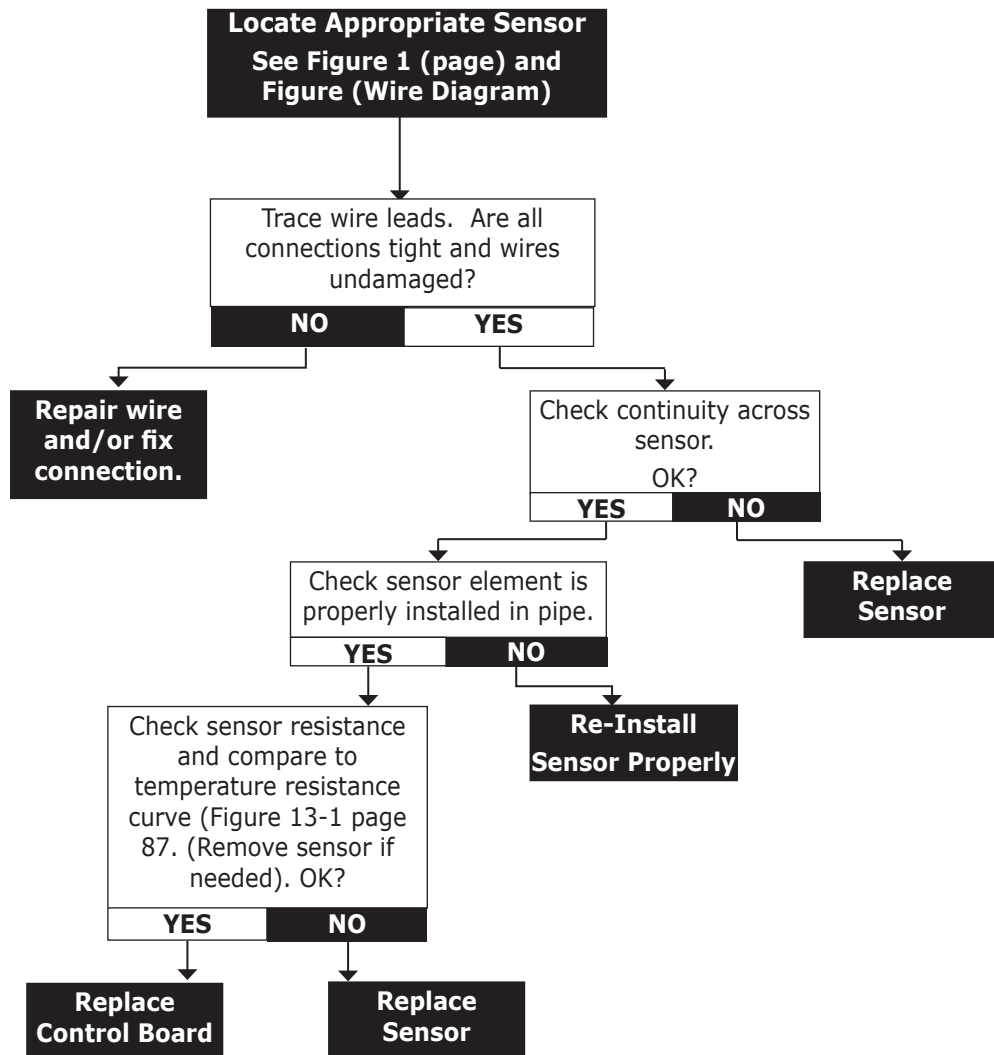 Locate Appropriate Sensor
See Figure 1 (page) and
Figure (Wire Diagram)
Trace wire leads. Are all
connections tight and wires
undamaged?
NO
YES
Repair wire
and/or fix
connection.
Check continuity across
sensor.
OK?
YES
NO
Check sensor element is
properly installed in pipe.
Replace
Sensor
YES
NO
Check sensor resistance
and compare to
temperature resistance
curve (Figure 13-1 page
87. (Remove sensor if
needed). OK?
Re-Install
Sensor Properly
YES
NO
Replace
Control Board
Replace
Sensor